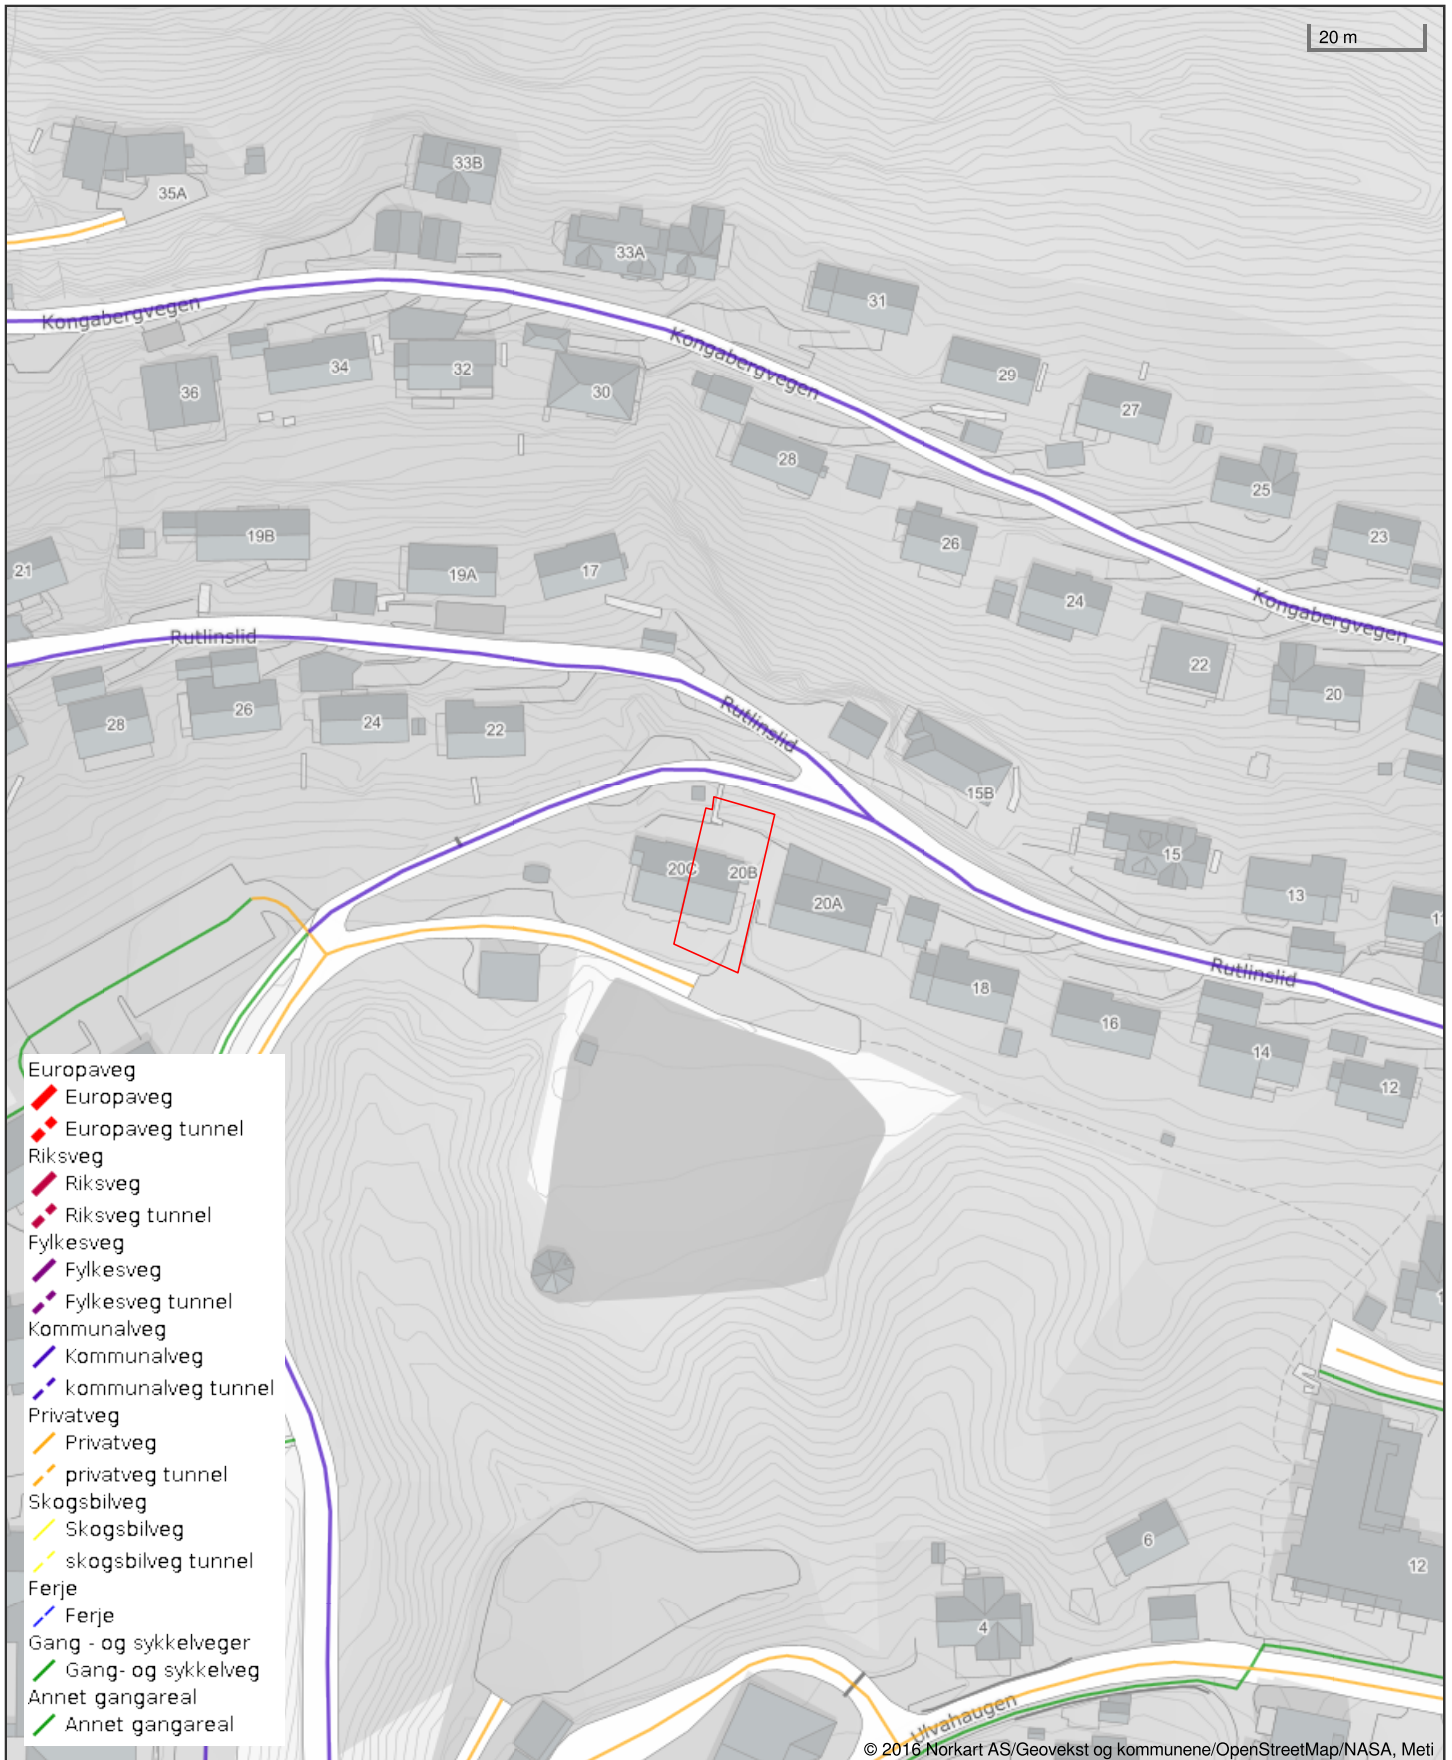 20 m
33B
35A
33A
31
Kongabergvegen
Kongabergvegen
34
32
29
36
30
27
28
25
19B
26
23
21
19A
17
24
Kongabergvegen
Rutlinslid
22
20
26
28
24
22
Rutlinslid
15B
15
20C
20B
13
20A
Rutlinslid
18
16
14
12
Europaveg
Europaveg
Europaveg tunnel
Riksveg
Riksveg
Riksveg tunnel
Fylkesveg
Fylkesveg
Fylkesveg tunnel
Kommunalveg
Kommunalveg
kommunalveg tunnel
Privatveg
Privatveg
privatveg tunnel
Skogsbilveg
Skogsbilveg
skogsbilveg tunnel
Ferje
Ferje
Gang - og sykkelveger
Gang- og sykkelveg
Annet gangareal
Annet gangareal
6
12
4
Ulvahaugen
© 2016 Norkart AS/Geovekst og kommunene/OpenStreetMap/NASA, Meti